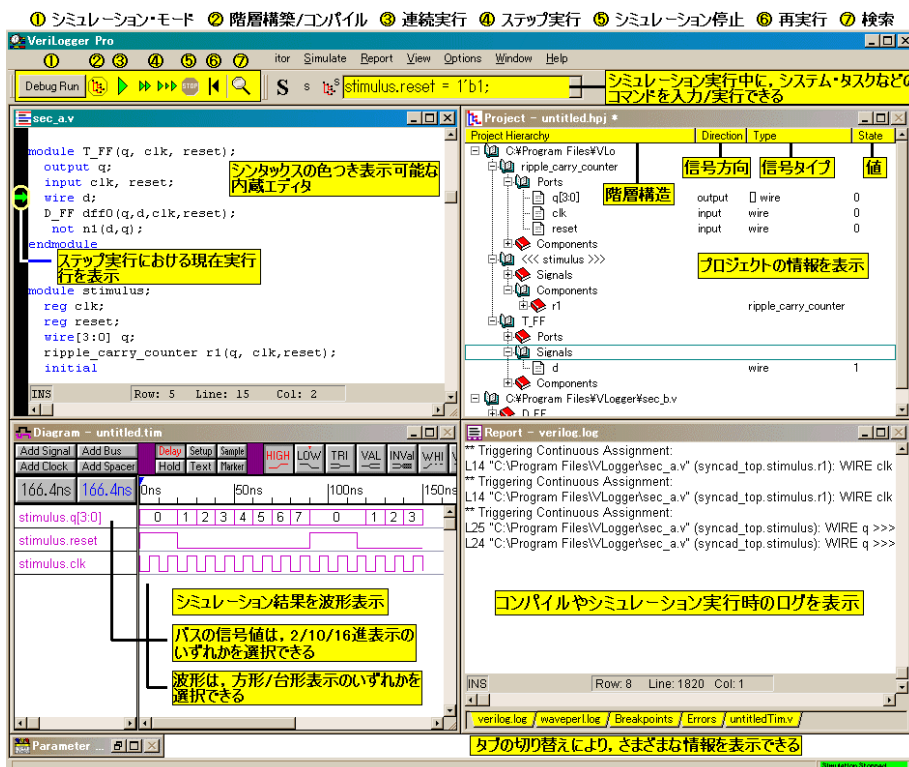 ① シミュレーション・モード ② 階層構築/コンパイル ③ 連続実行 ④ ステップ実行 ⑤ シミュレーション停止 ⑥ 再実行 ⑦ 検索
VeriLogger Pro
① ② ③ ④ ⑤ ⑥ ⑦ itor Simulate Report View Options Window Help
Debug Run STOP S s S stimulus.reset = 1'b1;
シミュレーション実行中に，システム・タスクなどの
コマンドを入力/実行できる
sec_a.v
module T_FF(q, clk, reset);
output q;
input clk, reset;
wire d;
D_FF dff0(q,d,clk,reset);
not n1(d,q);
endmodule
シンタックスの色つき表示可能な
内蔵エディタ
ステップ実行における現在実行
行を表示
module stimulus;
reg clk;
reg reset;
wire[3:0] q;
ripple_carry_counter r1(q, clk,reset);
initial
INS Row: 5 Line: 15 Col: 2
Project - untitled.hpj *
Project Hierarchy Direction Type State
C:¥Program Files¥VLo
ripple_carry_counter
Ports
q[3:0] output [] wire 0
clk input wire 0
reset input wire 0
Components
<<< stimulus >>>
Signals
Components
r1 ripple_carry_counter
T_FF
Ports
Signals
d wire 1
Components
C:¥Program Files¥VLogger¥sec_b.v
D_FF
階層構造
信号方向
信号タイプ
値
プロジェクトの情報を表示
Diagram - untitled.tim
Add Signal Add Bus Delay Setup Sample HIGH LOW TRI VAL INVal WHI
Add Clock Add Spacer Hold Text Marker
166.4ns 166.4ns 0ns 50ns 100ns 150ns
stimulus.q[3:0] 0 1 2 3 4 5 6 7 0 1 2 3
stimulus.reset
stimulus.clk
シミュレーション結果を波形表示
バスの信号値は，2/10/16進表示の
いずれかを選択できる
波形は，方形/台形表示のいずれかを
選択できる
Parameter ...
Report - verilog.log
** Triggering Continuous Assignment:
L14 "C:\Program Files\VLogger\sec_a.v" (syncad_top.stimulus.r1): WIRE clk
** Triggering Continuous Assignment:
L14 "C:\Program Files\VLogger\sec_a.v" (syncad_top.stimulus.r1): WIRE clk
** Triggering Continuous Assignment:
L25 "C:\Program Files\VLogger\sec_a.v" (syncad_top.stimulus): WIRE q >>>
L24 "C:\Program Files\VLogger\sec_a.v" (syncad_top.stimulus): WIRE q >>>
コンパイルやシミュレーション実行時のログを表示
INS Row: 8 Line: 1820 Col: 1
verilog.log waveperl.log Breakpoints Errors untitledTim.v
タブの切り替えにより，さまざまな情報を表示できる
Simulation Stopped